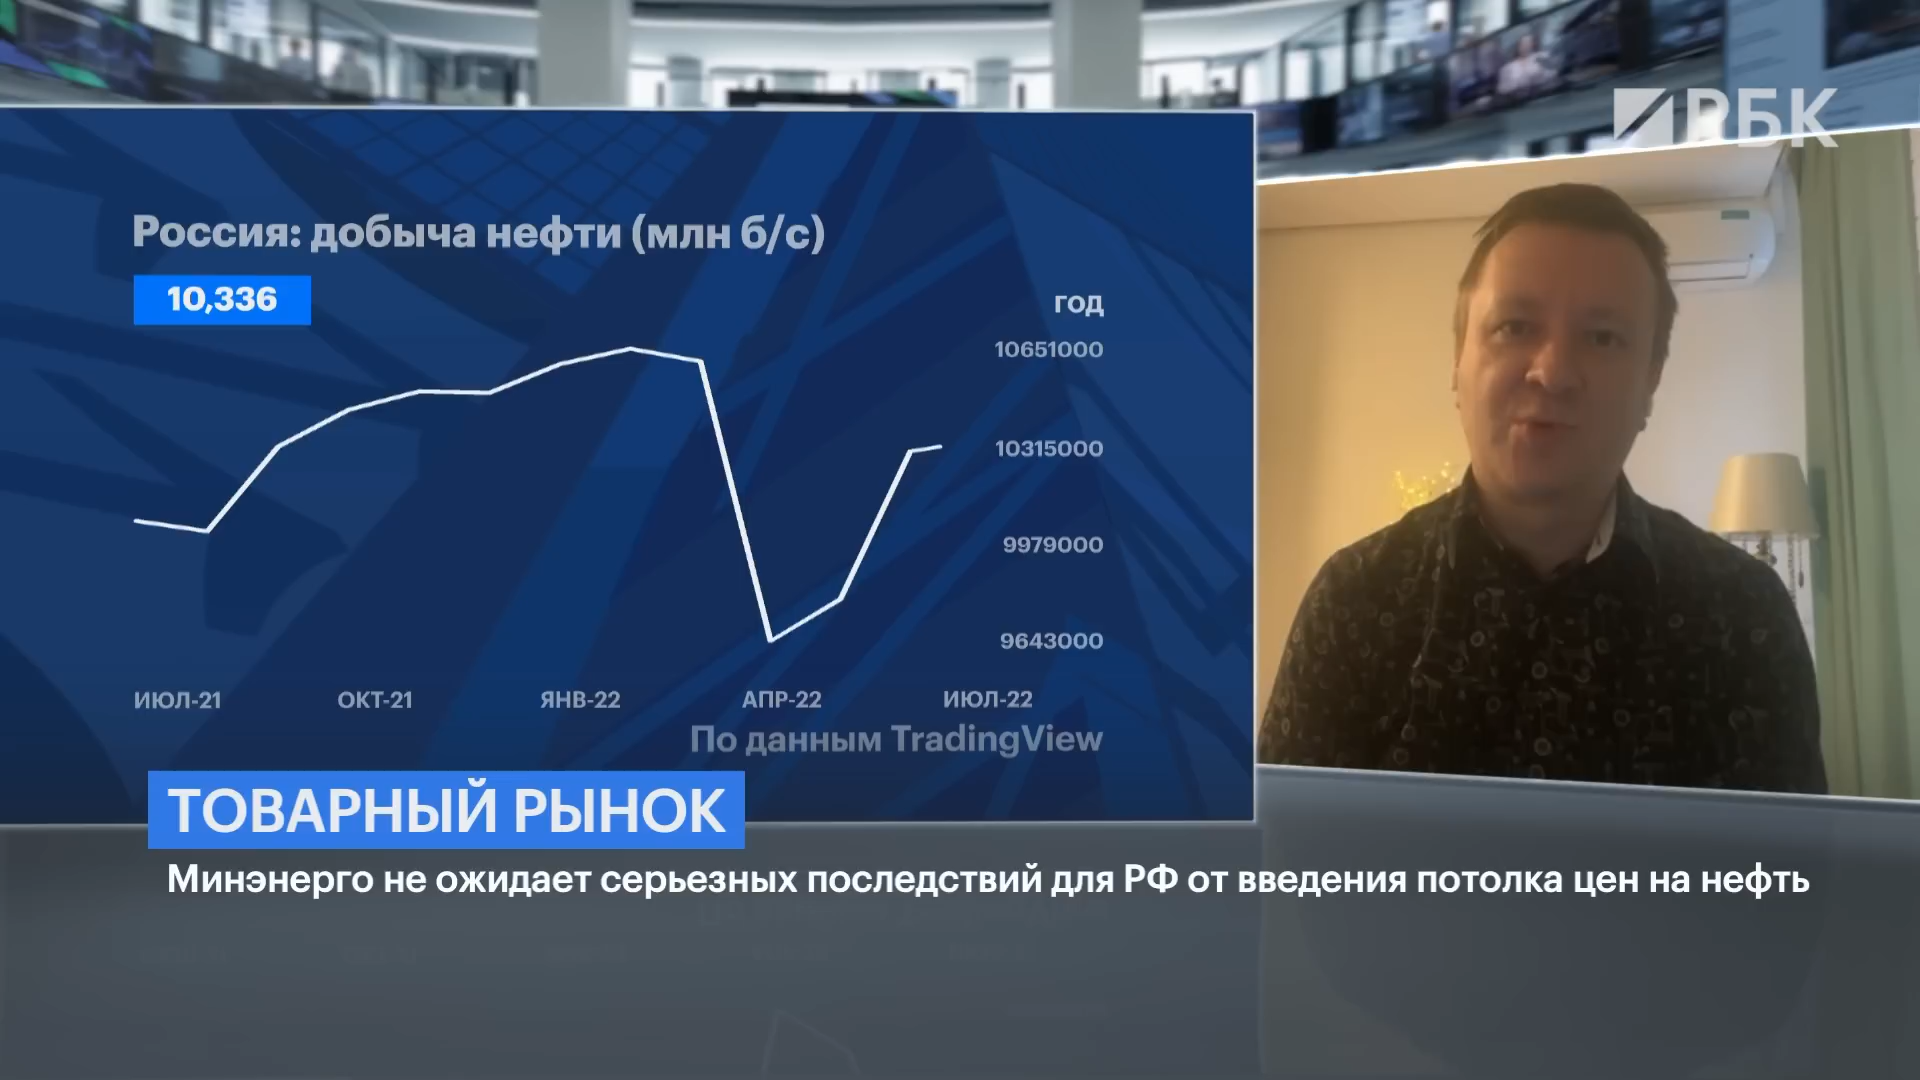 РБК
Россия: добыча нефти (млн б/с)
10,336
год
10651000
10315000
9979000
9643000
ИЮЛ-21 ОКТ-21 ЯНВ-22 АПР-22 ИЮЛ-22
По данным TradingView
ТОВАРНЫЙ РЫНОК
Минэнерго не ожидает серьезных последствий для РФ от введения потолка цен на нефть